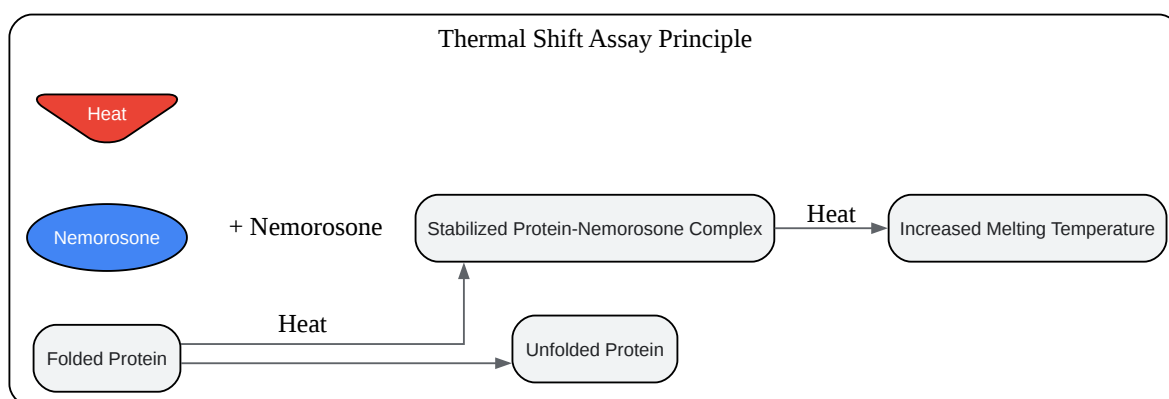 Thermal Shift Assay Principle
Heat
Nemorosone
+ Nemorosone
Stabilized Protein-Nemorosone Complex
Heat
Increased Melting Temperature
Folded Protein
Heat
Unfolded Protein